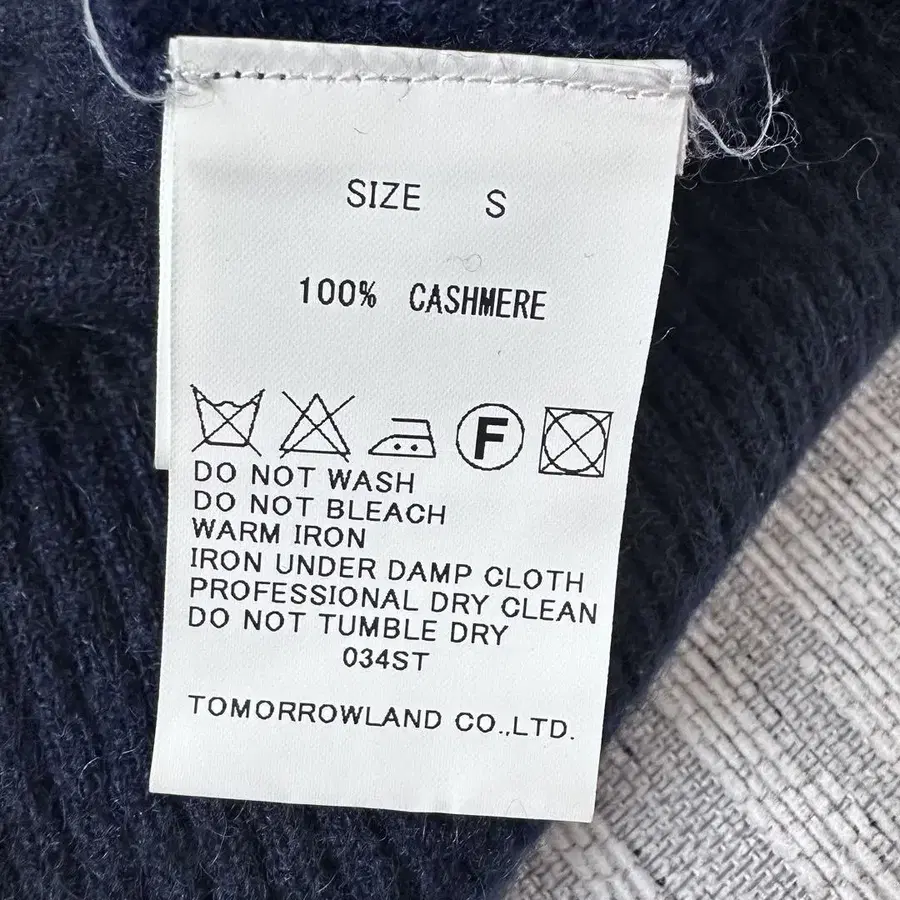 SIZE S
100% CASHMERE
F
DO NOT WASH
DO NOT BLEACH
WARM IRON
IRON UNDER DAMP CLOTH
PROFESSIONAL DRY CLEAN
DO NOT TUMBLE DRY
034ST
TOMORROWLAND CO.,LTD.